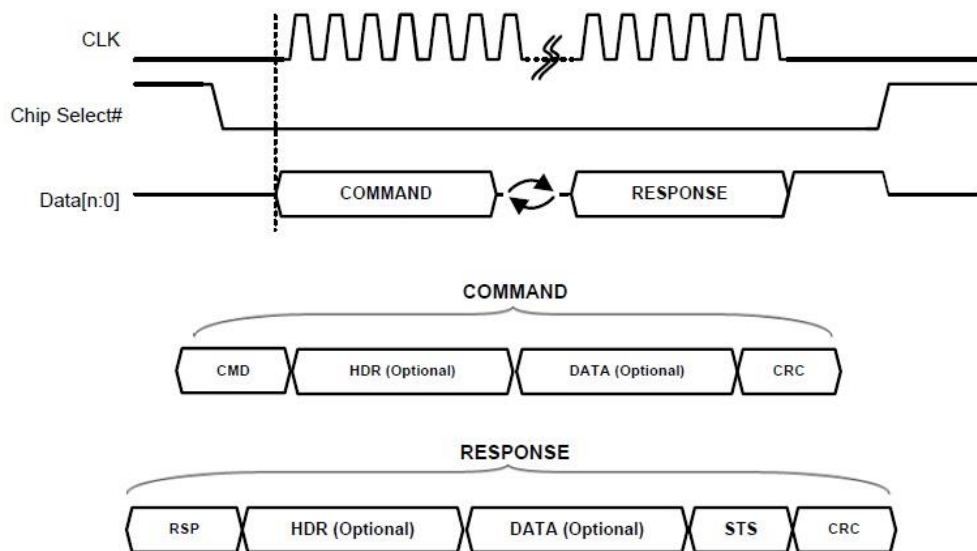 CLK
Chip Select#
Data[n:0]
COMMAND
RESPONSE
COMMAND
CMD
HDR (Optional)
DATA (Optional)
CRC
RESPONSE
RSP
HDR (Optional)
DATA (Optional)
STS
CRC